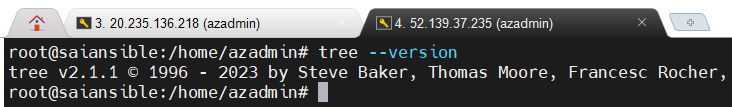 3. 20.235.136.218 (azadmin)
4. 52.139.37.235 (azadmin)
root@saiansible:/home/azadmin# tree --version
tree v2.1.1 © 1996 - 2023 by Steve Baker, Thomas Moore, Francesc Rocher,
root@saiansible:/home/azadmin#